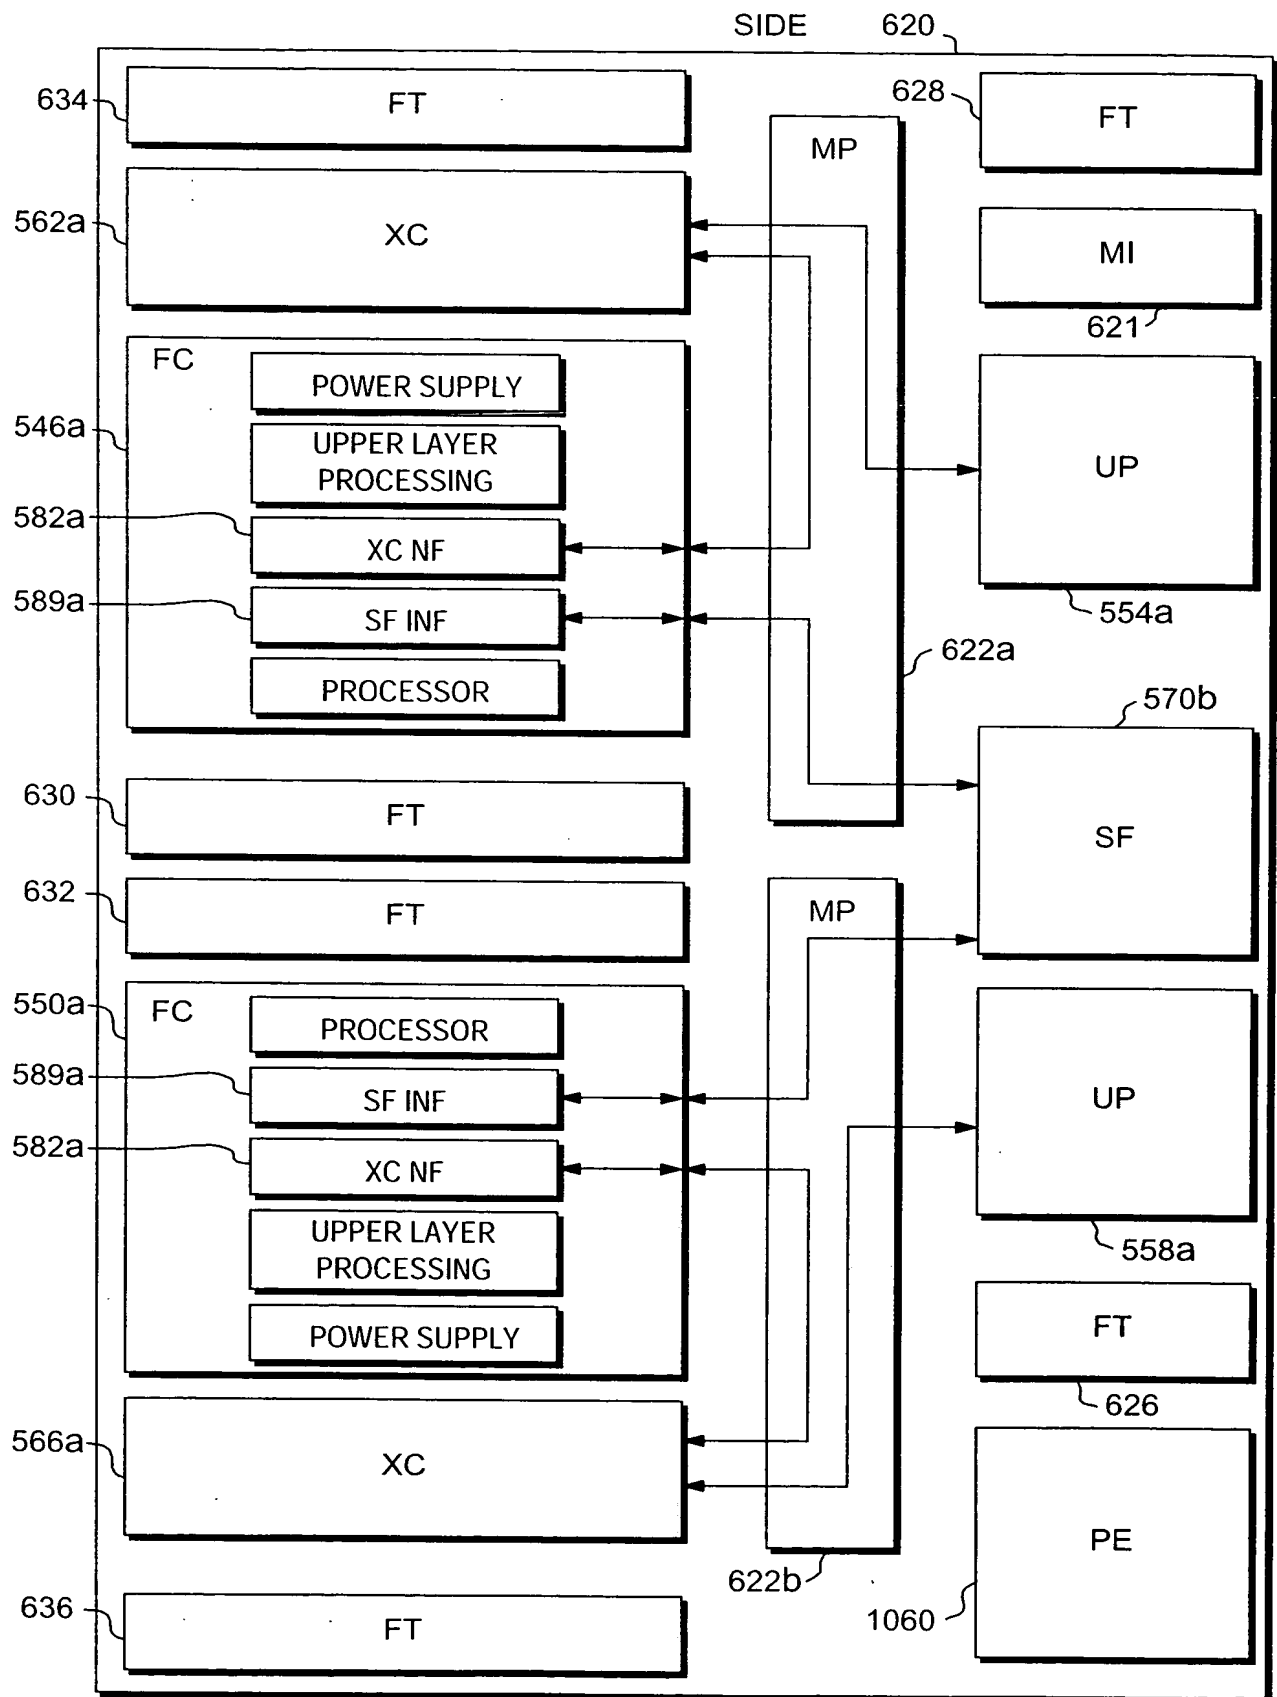 SIDE 620
634
FT
562a
XC
FC
546a
POWER SUPPLY
UPPER LAYER
PROCESSING
582a
XC NF
589a
SF INF
PROCESSOR
630
FT
632
FT
550a
FC
PROCESSOR
589a
SF INF
582a
XC NF
UPPER LAYER
PROCESSING
POWER SUPPLY
566a
XC
636
FT
MP
622a
MP
622b
628
FT
MI
621
UP
554a
570b
SF
UP
558a
FT
626
PE
1060